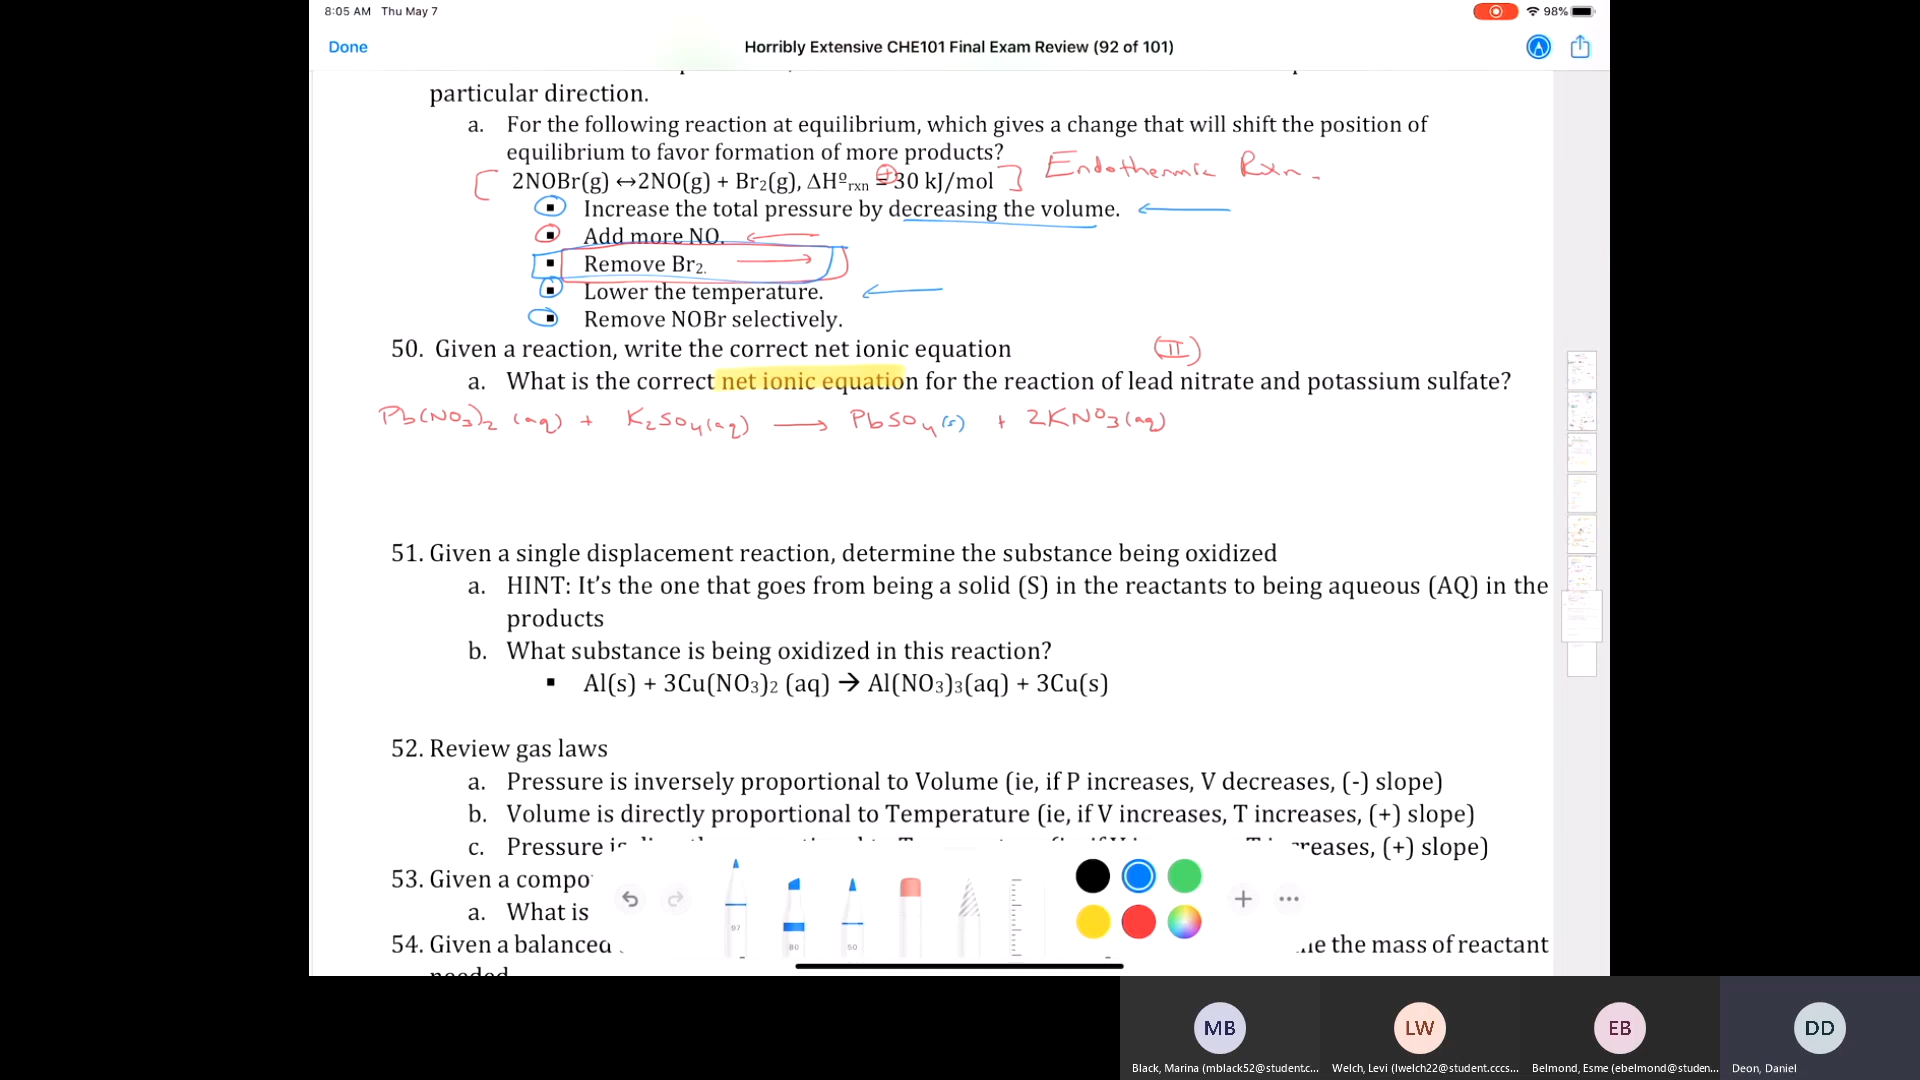 8:05 AM Thu May 7
98%
Done
Horribly Extensive CHE101 Final Exam Review (92 of 101)
particular direction.
a. For the following reaction at equilibrium, which gives a change that will shift the position of
equilibrium to favor formation of more products?
[ 2NOBr(g) ↔2NO(g) + Br₂(g), ΔHº rxn = 30 kJ/mol ] + Endothermic Rxn.
▪ Increase the total pressure by decreasing the volume. ←
▪ Add more NO. ←
▪ Remove Br₂. →
▪ Lower the temperature. ←
▪ Remove NOBr selectively.
50. Given a reaction, write the correct net ionic equation
(II)
a. What is the correct net ionic equation for the reaction of lead nitrate and potassium sulfate?
Pb(NO₃)₂ (aq) + K₂SO₄(aq) → PbSO₄(s) + 2KNO₃(aq)
51. Given a single displacement reaction, determine the substance being oxidized
a. HINT: It’s the one that goes from being a solid (S) in the reactants to being aqueous (AQ) in the
products
b. What substance is being oxidized in this reaction?
▪ Al(s) + 3Cu(NO₃)₂ (aq) → Al(NO₃)₃(aq) + 3Cu(s)
52. Review gas laws
a. Pressure is inversely proportional to Volume (ie, if P increases, V decreases, (-) slope)
b. Volume is directly proportional to Temperature (ie, if V increases, T increases, (+) slope)
c. Pressure (+) slope)
53. Given a compo
a. What is
54. Given a balanced the mass of reactant
97
80
50
MB
LW
EB
DD
Black, Marina (mblack52@student.c...
Welch, Levi (lwelch22@student.cccs...
Belmond, Esme (ebelmond@studen...
Deon, Daniel